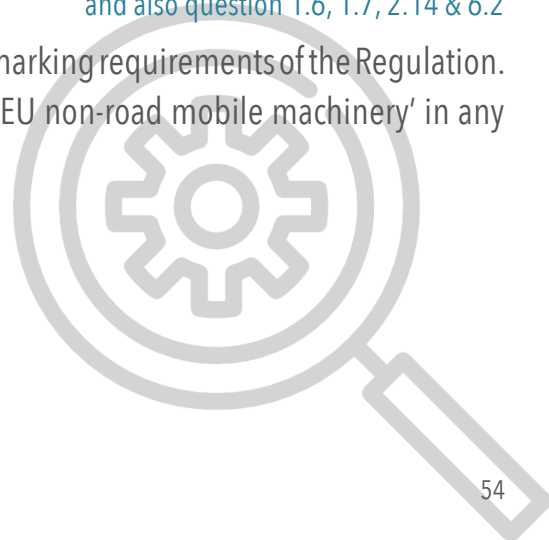 and also question 1.6, 1.7, 2.14 & 6.2
marking requirements of the Regulation.
EU non-road mobile machinery’ in any
54